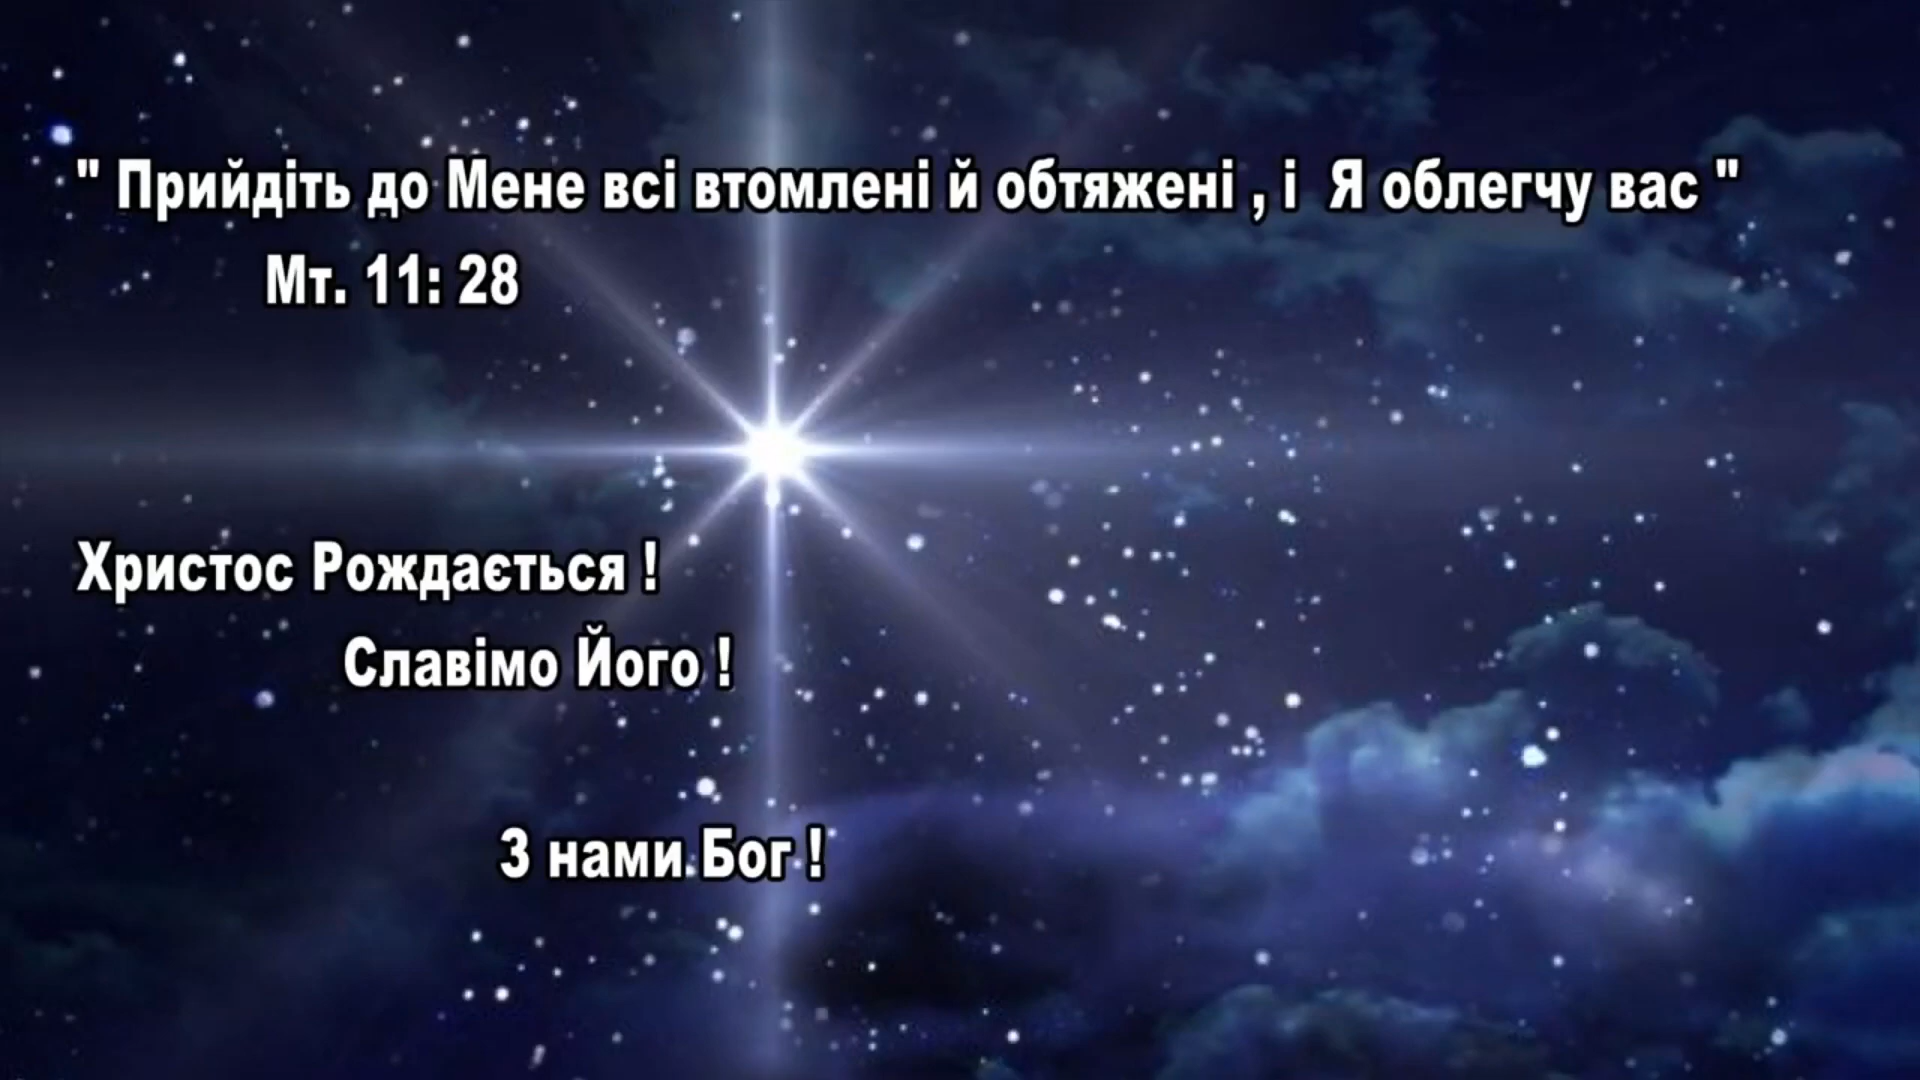 " Прийдіть до Мене всі втомлені й обтяжені , і Я облегчу вас "
Мт. 11: 28
Христос Рождається !
Славімо Його !
З нами Бог !